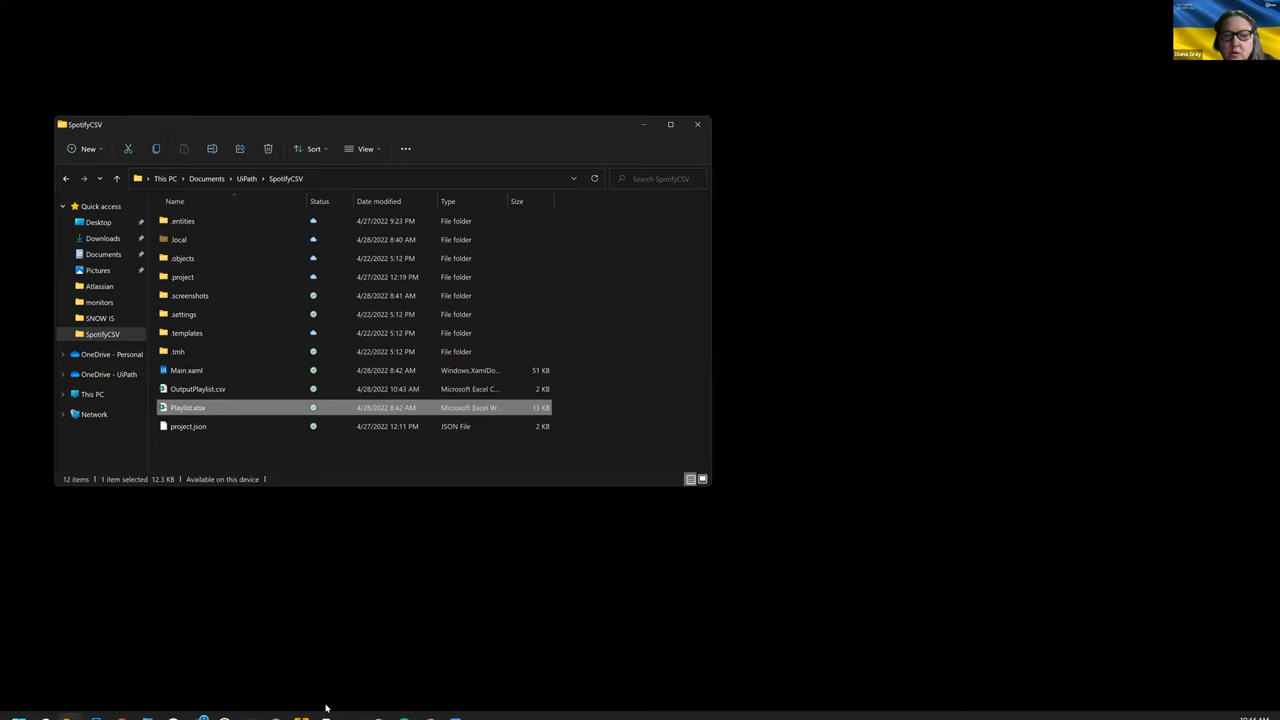 Diana Gray
SpotifyCSV
New
Sort
View
This PC
Documents
UiPath
SpotifyCSV
Search SpotifyCSV
Name
Status
Date modified
Type
Size
Quick access
Desktop
Downloads
Documents
Pictures
Atlassian
monitors
SNOW IS
SpotifyCSV
OneDrive - Personal
OneDrive - UiPath
This PC
Network
.entities 4/27/2022 9:23 PM File folder
.local 4/28/2022 8:40 AM File folder
.objects 4/22/2022 5:12 PM File folder
.project 4/27/2022 12:19 PM File folder
.screenshots 4/28/2022 8:41 AM File folder
.settings 4/22/2022 5:12 PM File folder
.templates 4/22/2022 5:12 PM File folder
.tmh 4/22/2022 5:12 PM File folder
Main.xaml 4/28/2022 8:42 AM Windows.XamlDo... 51 KB
OutputPlaylist.csv 4/28/2022 10:43 AM Microsoft Excel C... 2 KB
Playlist.xlsx 4/28/2022 8:42 AM Microsoft Excel W... 13 KB
project.json 4/27/2022 12:11 PM JSON File 2 KB
12 items 1 item selected 12.3 KB Available on this device